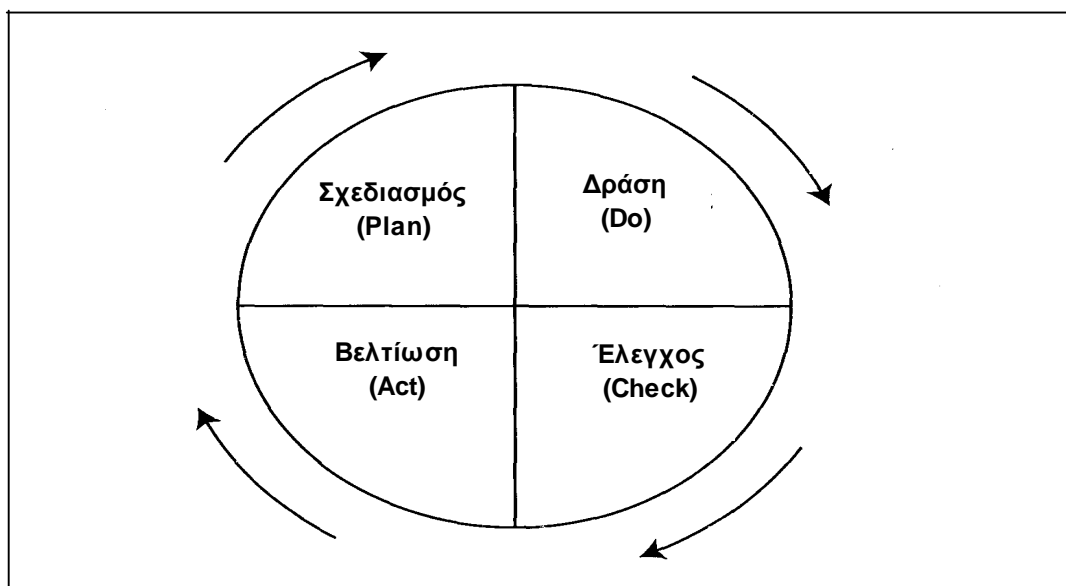 Σχεδιασμός
(Plan)
Δράση
(Do)
Βελτίωση
(Act)
Έλεγχος
(Check)